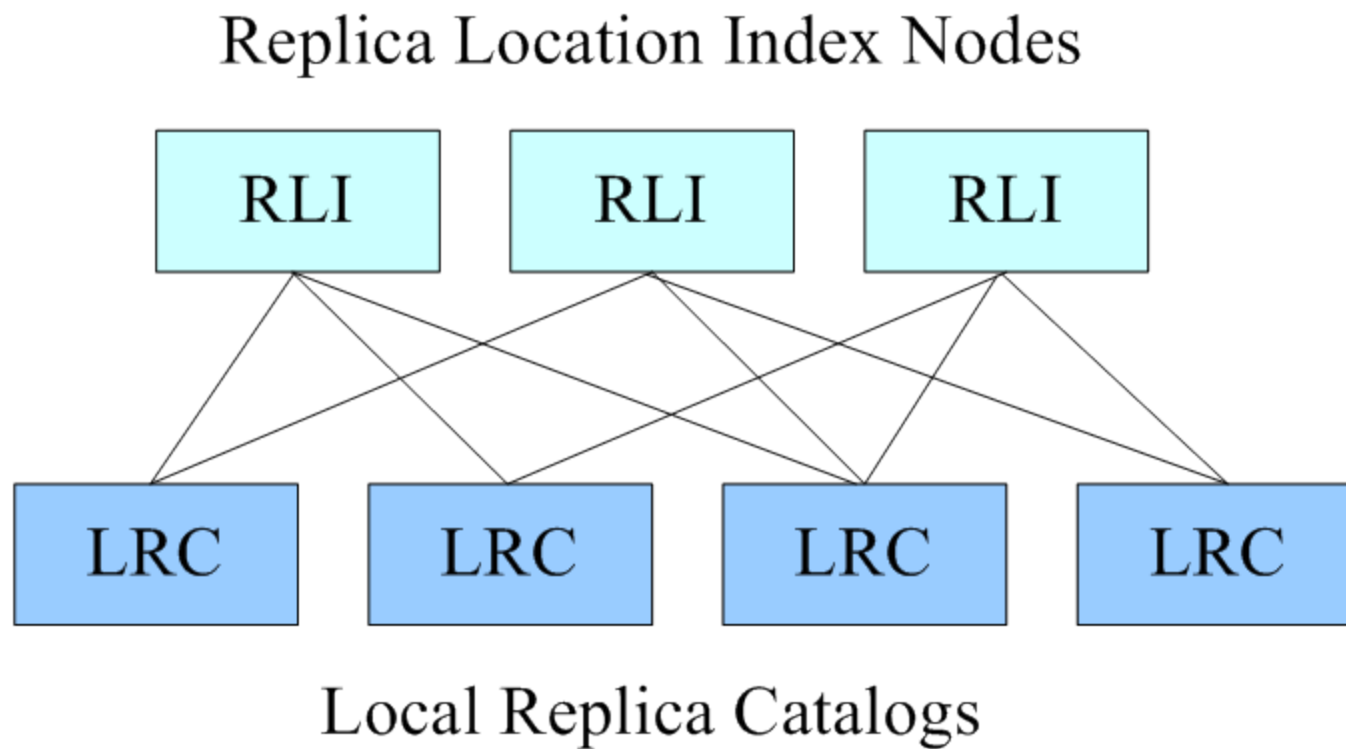 Replica Location Index Nodes
RLI RLI RLI
LRC LRC LRC LRC
Local Replica Catalogs